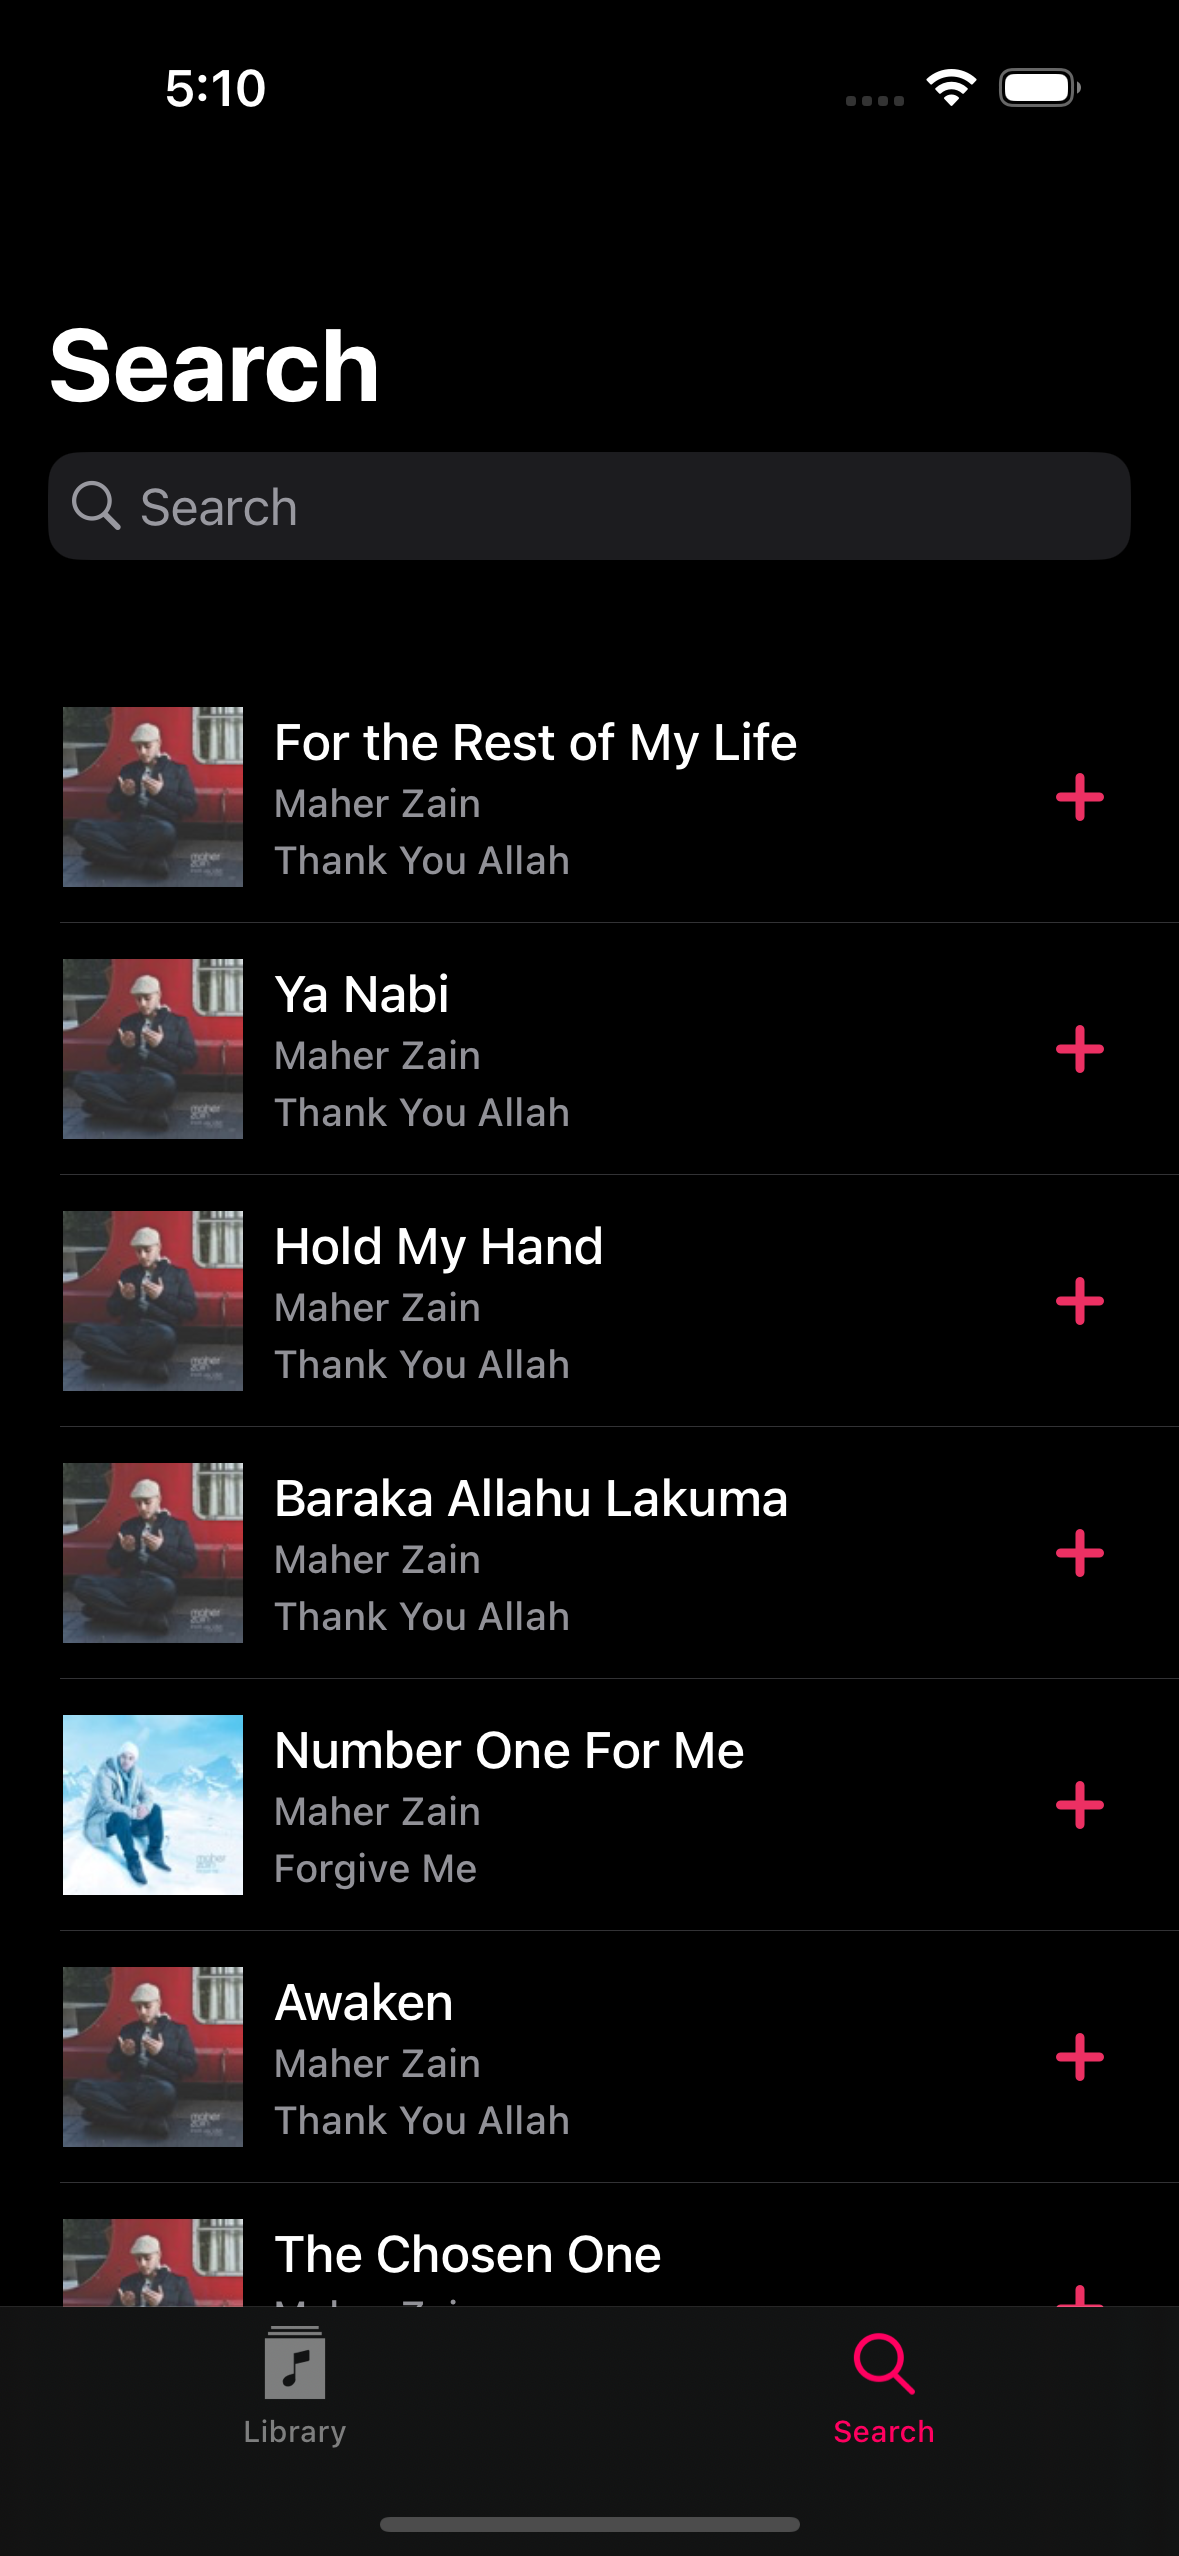 5:10
Search
Search
For the Rest of My Life
Maher Zain
Thank You Allah
Ya Nabi
Maher Zain
Thank You Allah
Hold My Hand
Maher Zain
Thank You Allah
Baraka Allahu Lakuma
Maher Zain
Thank You Allah
Number One For Me
Maher Zain
Forgive Me
Awaken
Maher Zain
Thank You Allah
The Chosen One
Library
Search